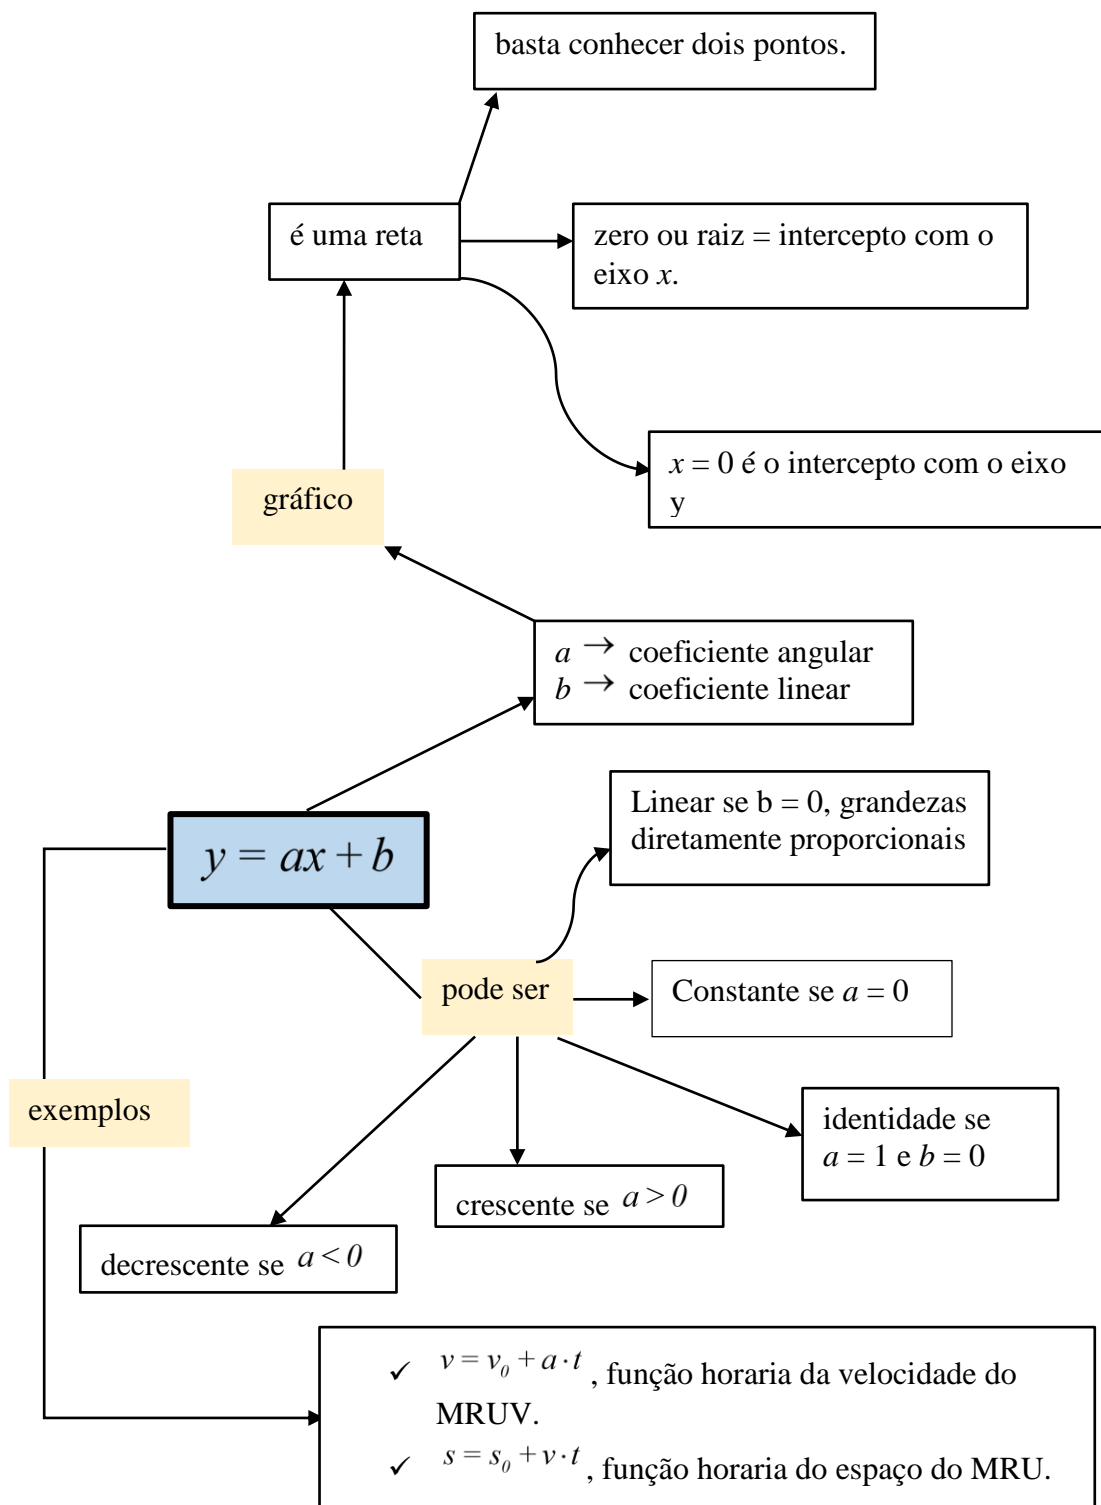 basta conhecer dois pontos.
é uma reta
zero ou raiz = intercepto com o
eixo x.
x = 0 é o intercepto com o eixo
y
gráfico
a → coeficiente angular
b → coeficiente linear
Linear se b = 0, grandezas
diretamente proporcionais
y = ax + b
pode ser
Constante se a = 0
exemplos
identidade se
a = 1 e b = 0
crescente se a > 0
decrescente se a < 0
✓ v = v₀ + a · t , função horaria da velocidade do
MRUV.
✓ s = s₀ + v · t , função horaria do espaço do MRU.